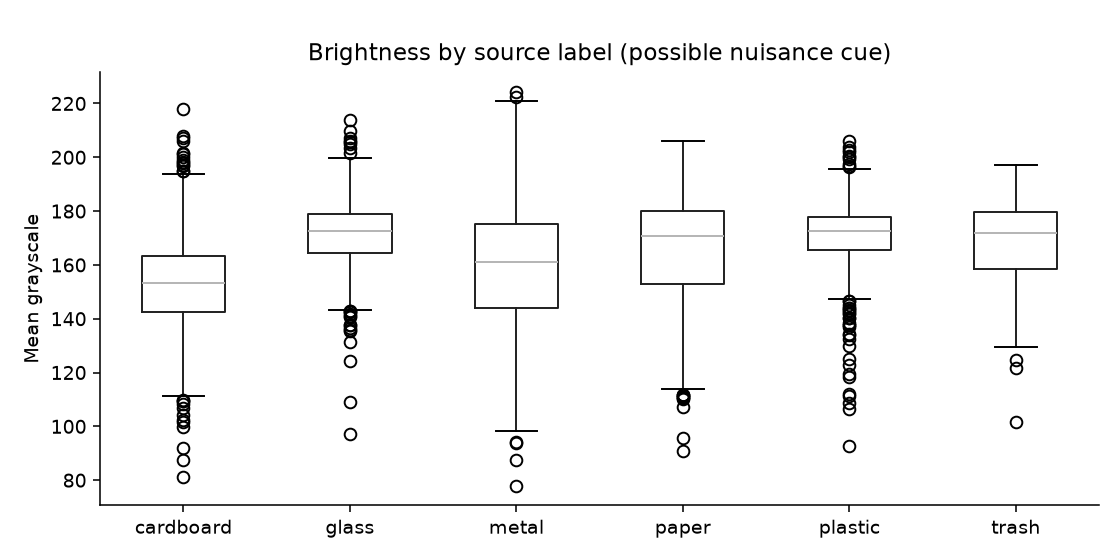 Brightness by source label (possible nuisance cue)
Mean grayscale
220
200
180
160
140
120
100
80
cardboard glass metal paper plastic trash